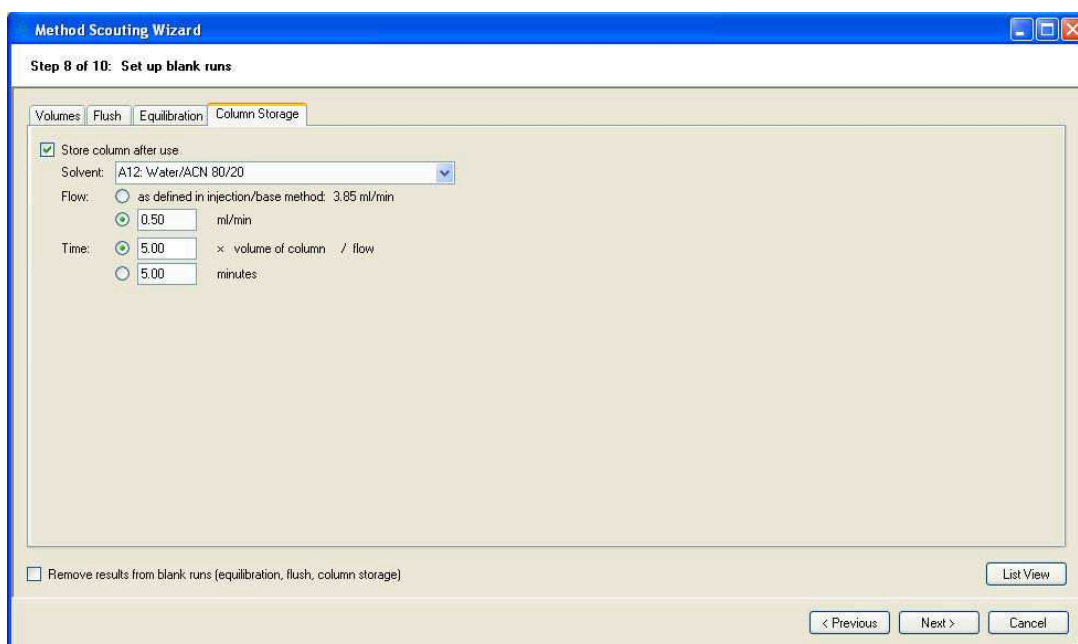 Method Scouting Wizard
Step 8 of 10: Set up blank runs
Volumes Flush Equilibration Column Storage
Store column after use
Solvent: A12: Water/ACN 80/20
Flow: as defined in injection/base method: 3.85 ml/min
0.50 ml/min
Time: 5.00 × volume of column / flow
5.00 minutes
Remove results from blank runs (equilibration, flush, column storage) List View
< Previous Next > Cancel